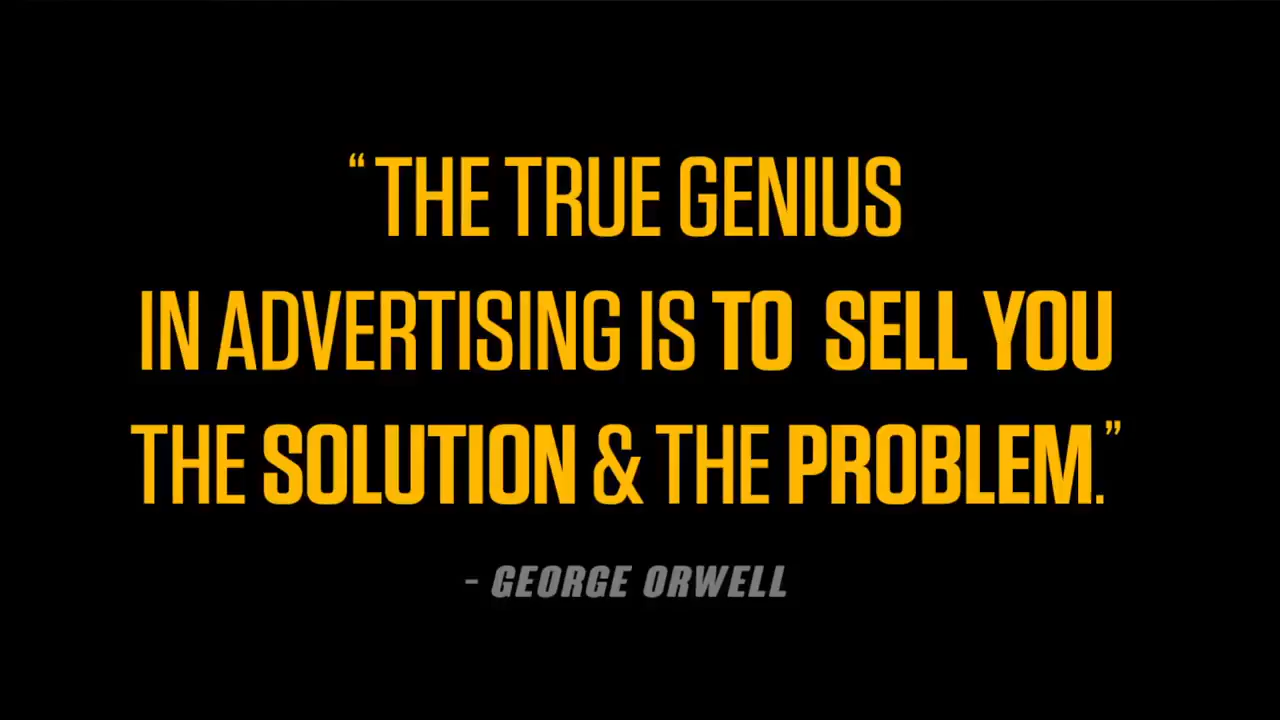 “THE TRUE GENIUS
IN ADVERTISING IS TO SELL YOU
THE SOLUTION & THE PROBLEM.”
- GEORGE ORWELL